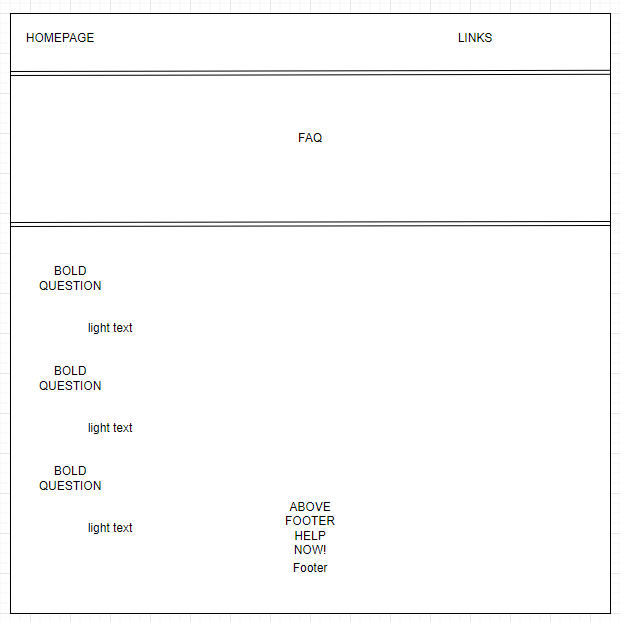 HOMEPAGE
LINKS
FAQ
BOLD
QUESTION
light text
BOLD
QUESTION
light text
BOLD
QUESTION
light text
ABOVE
FOOTER
HELP
NOW!
Footer